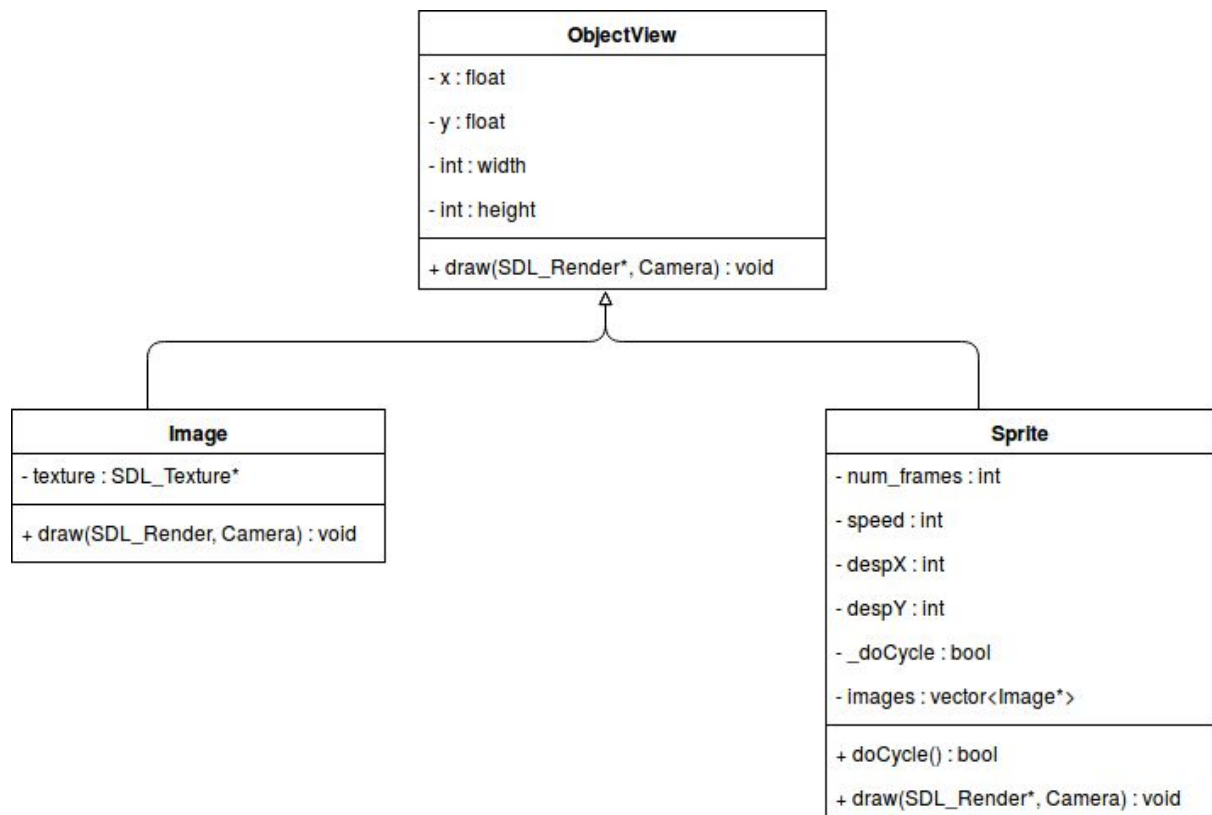 ObjectView
- x : float
- y : float
- int : width
- int : height
+ draw(SDL_Render*, Camera) : void
Image
- texture : SDL_Texture*
+ draw(SDL_Render, Camera) : void
Sprite
- num_frames : int
- speed : int
- despX : int
- despY : int
- _doCycle : bool
- images : vector<Image*>
+ doCycle() : bool
+ draw(SDL_Render*, Camera) : void